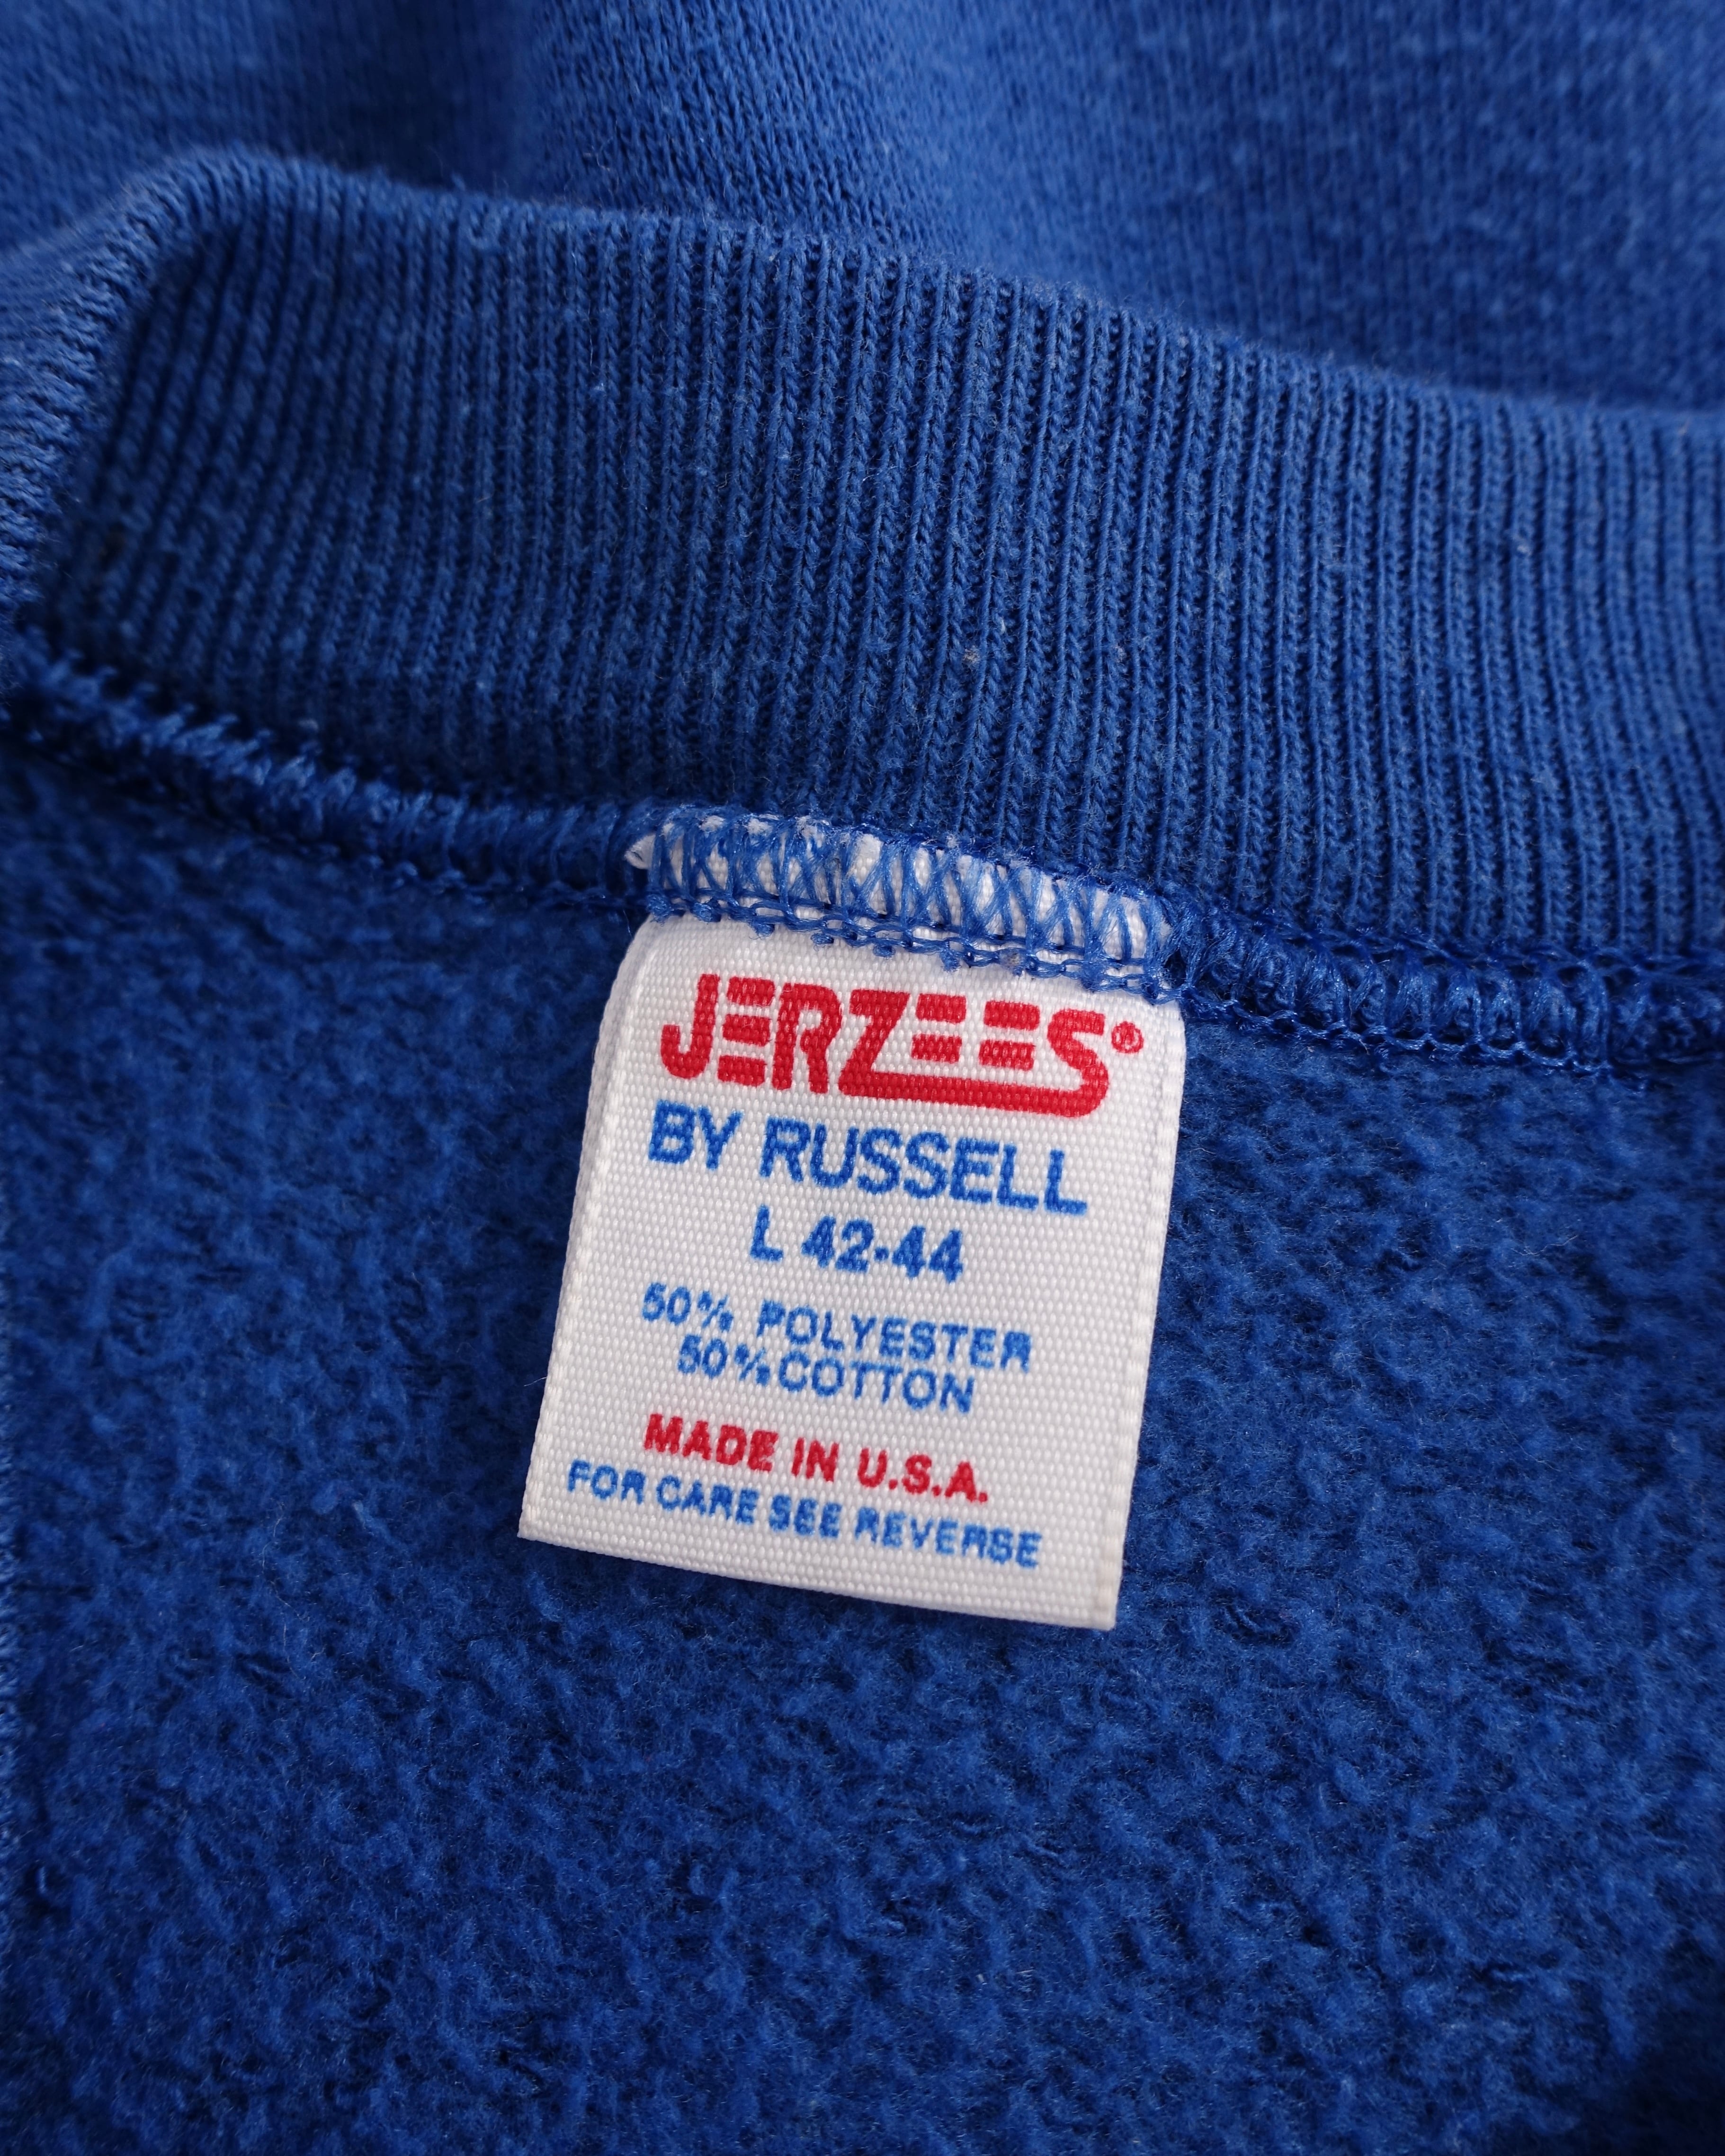 JERZEES®
BY RUSSELL
L 42-44
50% POLYESTER
50% COTTON
MADE IN U.S.A.
FOR CARE SEE REVERSE